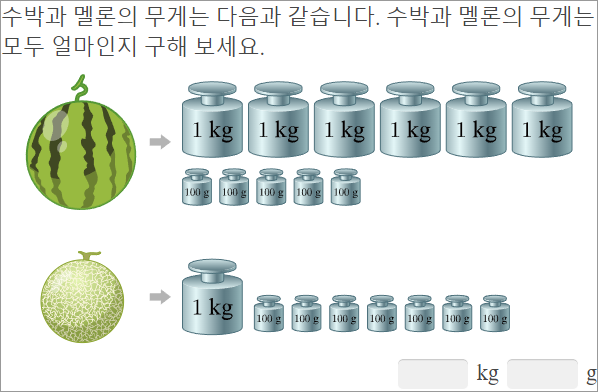 수박과 멜론의 무게는 다음과 같습니다. 수박과 멜론의 무게는
모두 얼마인지 구해 보세요.
1 kg 1 kg 1 kg 1 kg 1 kg 1 kg
100 g 100 g 100 g 100 g 100 g
1 kg 100 g 100 g 100 g 100 g 100 g 100 g 100 g
kg g